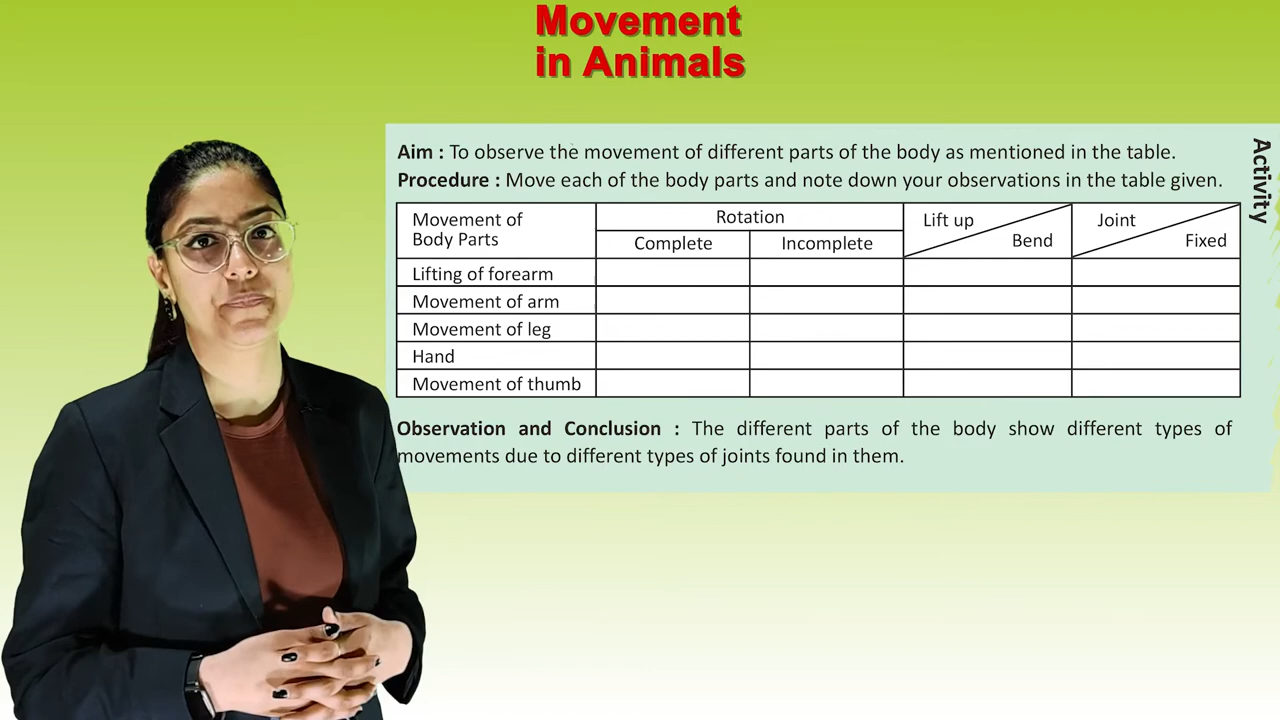 Movement
in Animals
Activity
Aim : To observe the movement of different parts of the body as mentioned in the table.
Procedure : Move each of the body parts and note down your observations in the table given.
Movement of Body Parts Rotation Complete Incomplete Lift up Bend Joint Fixed
Lifting of forearm
Movement of arm
Movement of leg
Hand
Movement of thumb
Observation and Conclusion : The different parts of the body show different types of
movements due to different types of joints found in them.